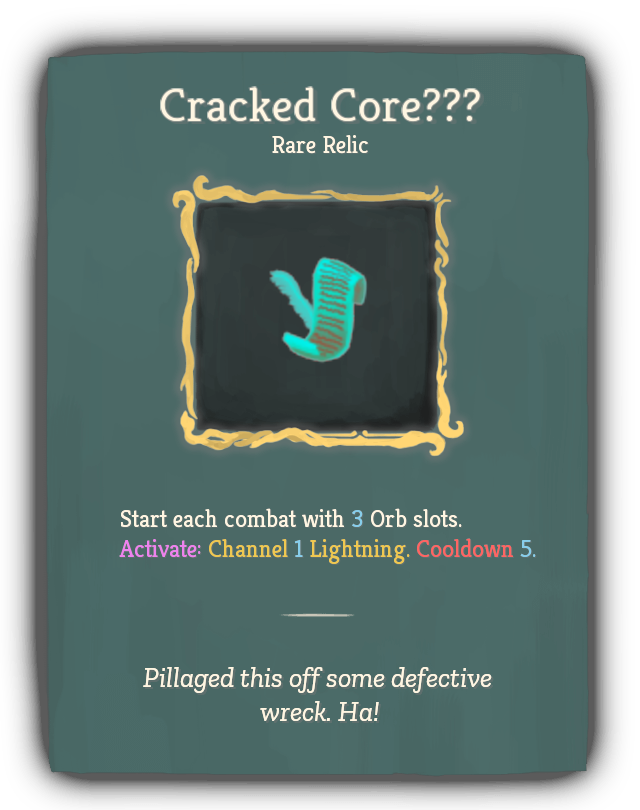 Cracked Core???
Rare Relic
Start each combat with 3 Orb slots.
Activate: Channel 1 Lightning. Cooldown 5.
Pillaged this off some defective
wreck. Ha!